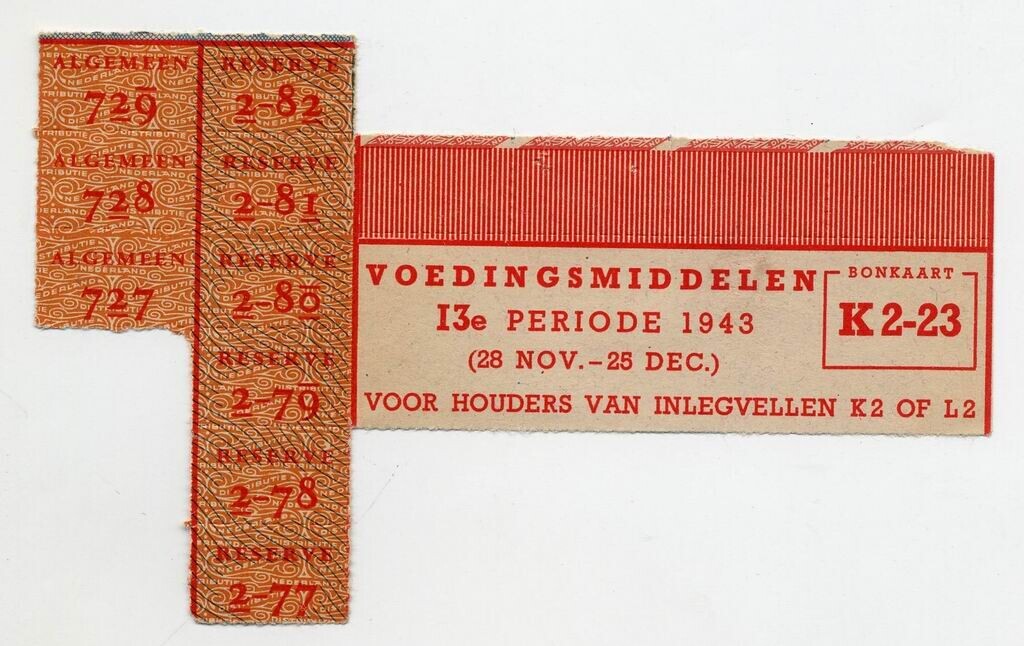 ALGEMEEN
729
ALGEMEEN
728
ALGEMEEN
727
RESERVE
2-82
RESERVE
2-81
RESERVE
2-80
RESERVE
2-79
RESERVE
2-78
RESERVE
2-77
VOEDINGSMIDDELEN
13e PERIODE 1943
(28 NOV.-25 DEC.)
VOOR HOUDERS VAN INLEGVELLEN K2 OF L2
BONKAART
K2-23